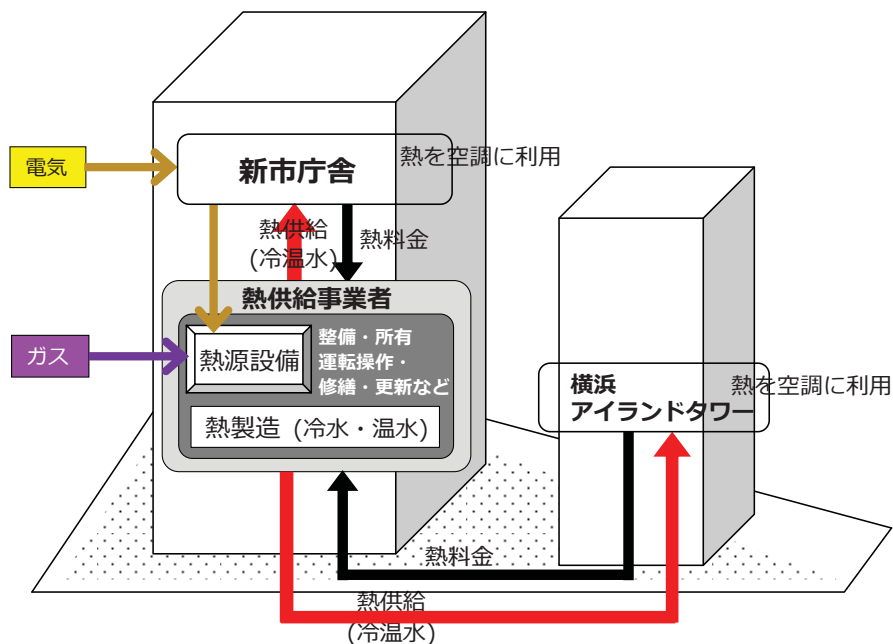 電気
新市庁舎
熱を空調に利用
熱供給
(冷温水)
熱料金
熱供給事業者
ガス
熱源設備
整備・所有
運転操作・
修繕・更新など
熱製造 (冷水・温水)
横浜
アイランドタワー
熱を空調に利用
熱料金
熱供給
(冷温水)